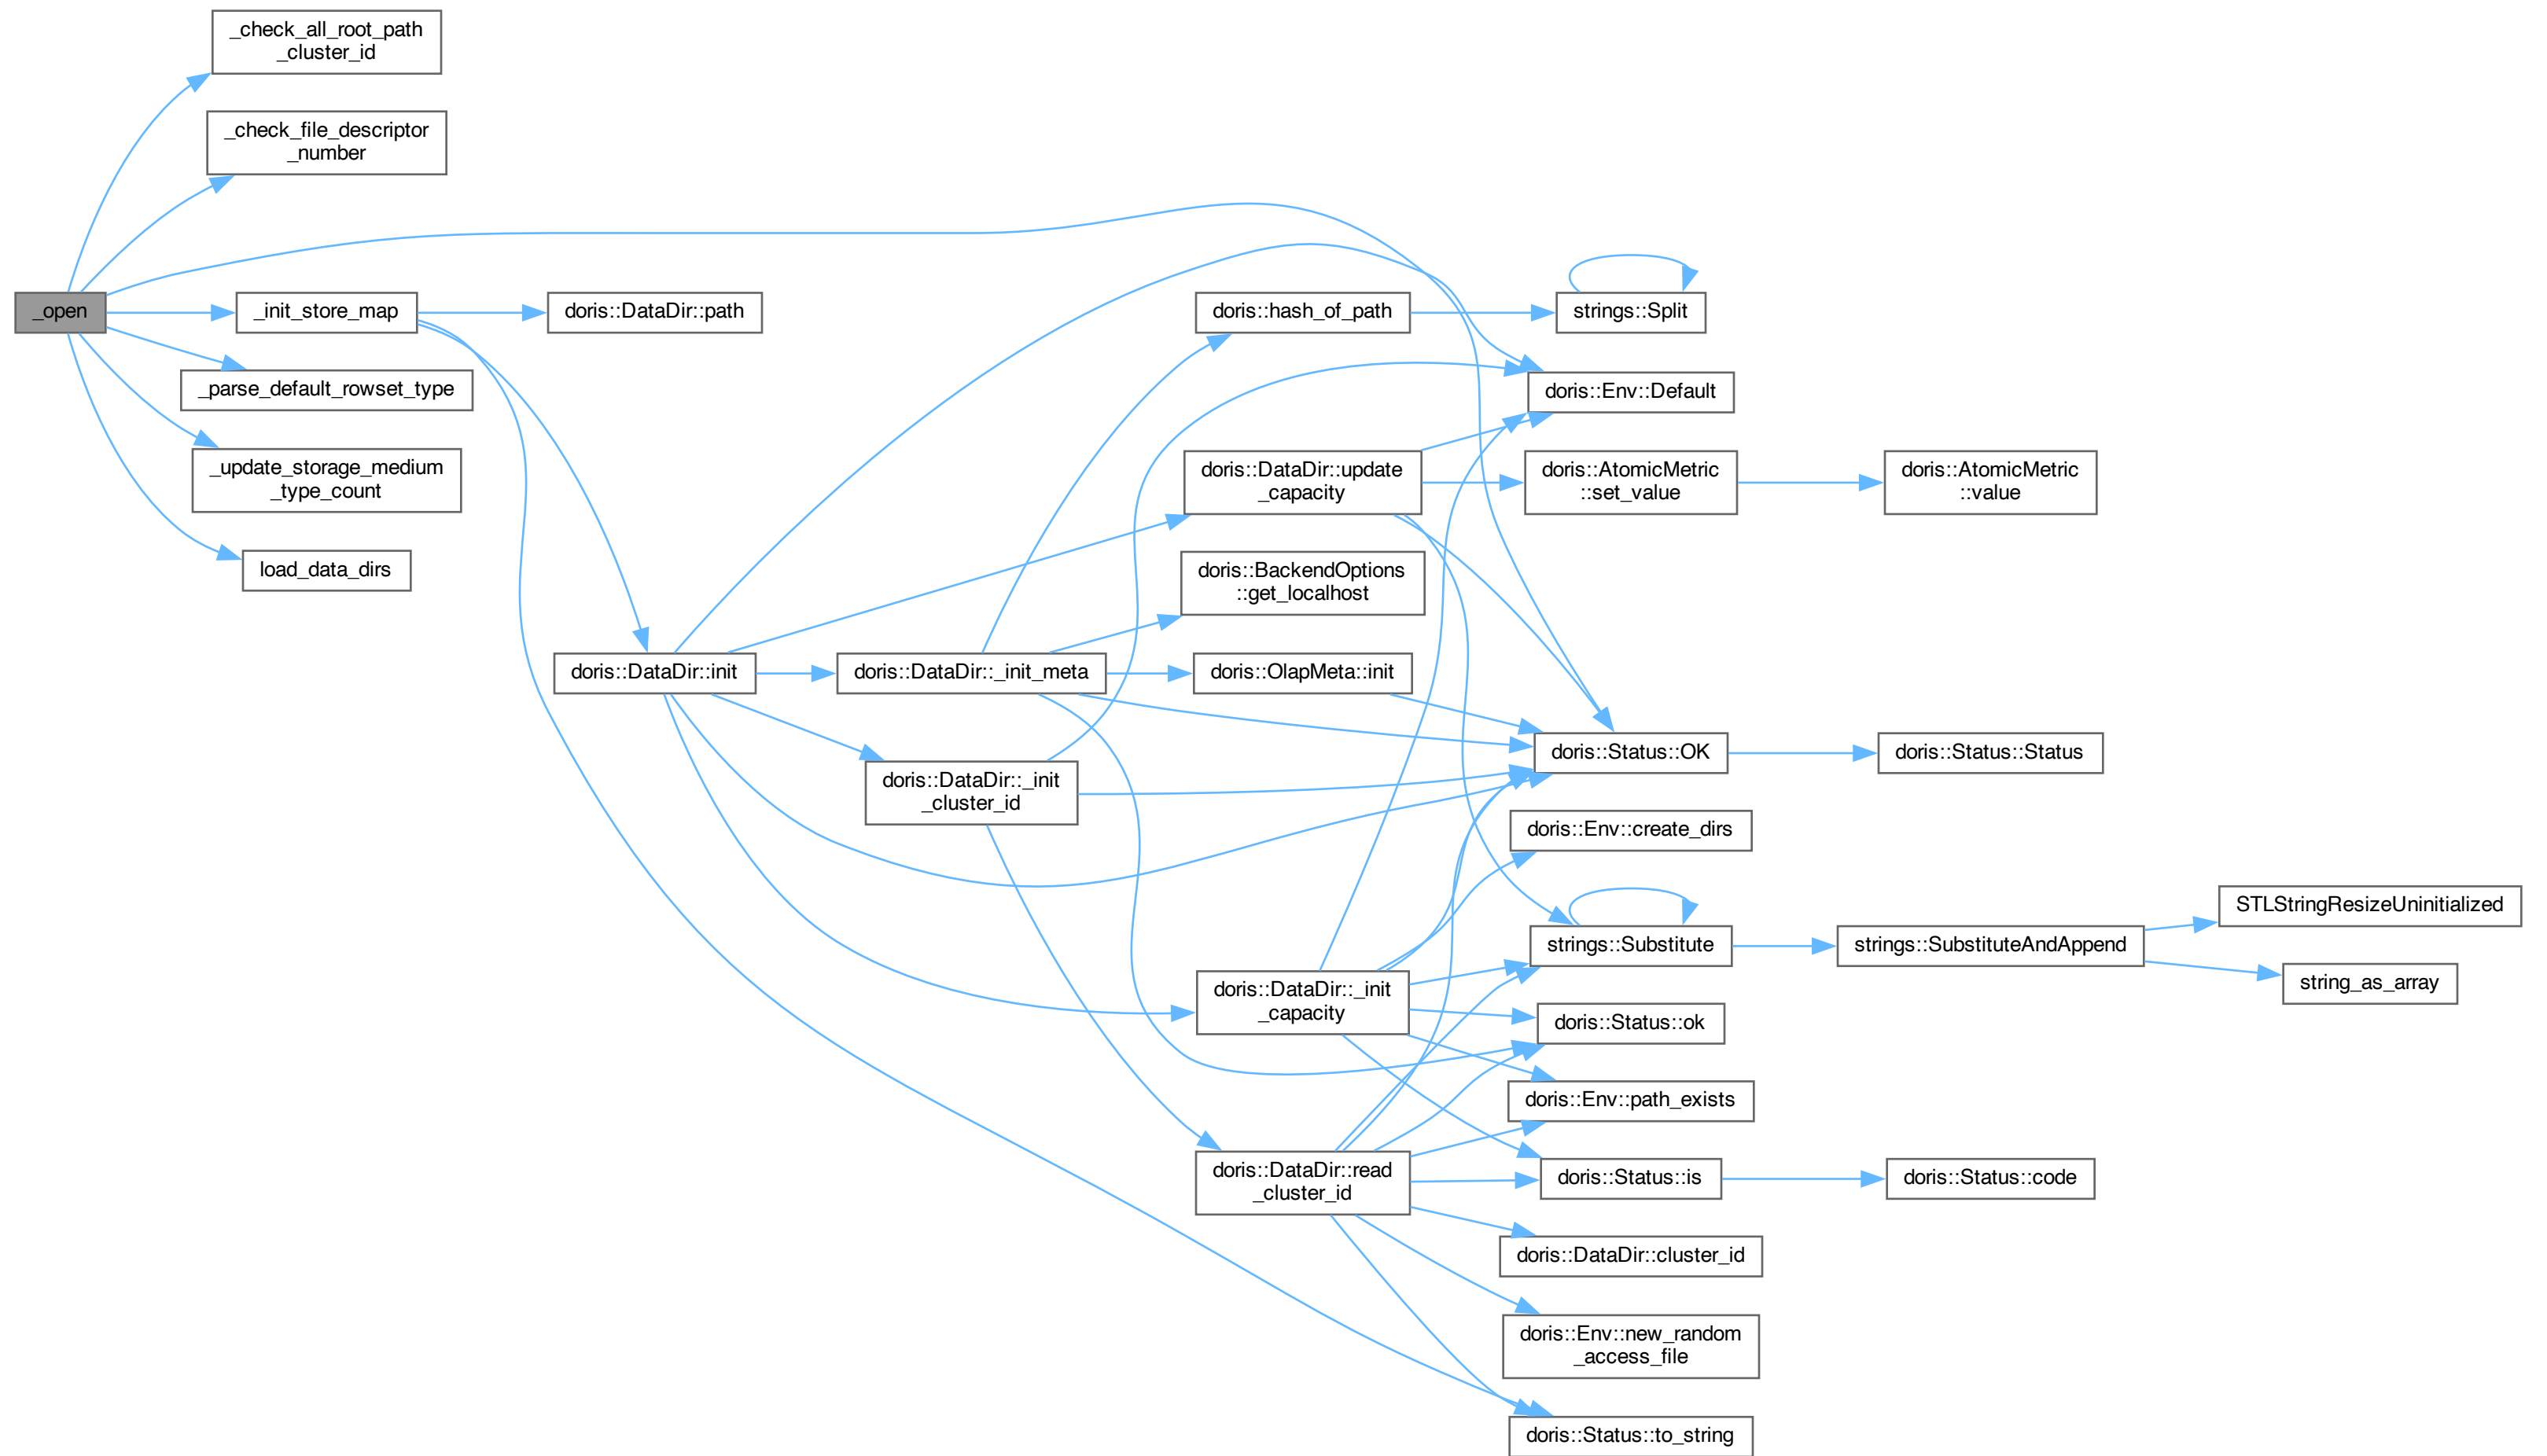 _check_all_root_path
_cluster_id
_check_file_descriptor
_number
_open
_init_store_map
doris::DataDir::path
_parse_default_rowset_type
_update_storage_medium
_type_count
load_data_dirs
doris::DataDir::init
doris::DataDir::_init_meta
doris::DataDir::_init
_cluster_id
doris::hash_of_path
doris::DataDir::update
_capacity
doris::BackendOptions
::get_localhost
doris::OlapMeta::init
doris::DataDir::_init
_capacity
doris::DataDir::read
_cluster_id
strings::Split
doris::Env::Default
doris::AtomicMetric
::set_value
doris::AtomicMetric
::value
doris::Status::OK
doris::Status::Status
doris::Env::create_dirs
strings::Substitute
strings::SubstituteAndAppend
STLStringResizeUninitialized
string_as_array
doris::Status::ok
doris::Env::path_exists
doris::Status::is
doris::Status::code
doris::DataDir::cluster_id
doris::Env::new_random
_access_file
doris::Status::to_string